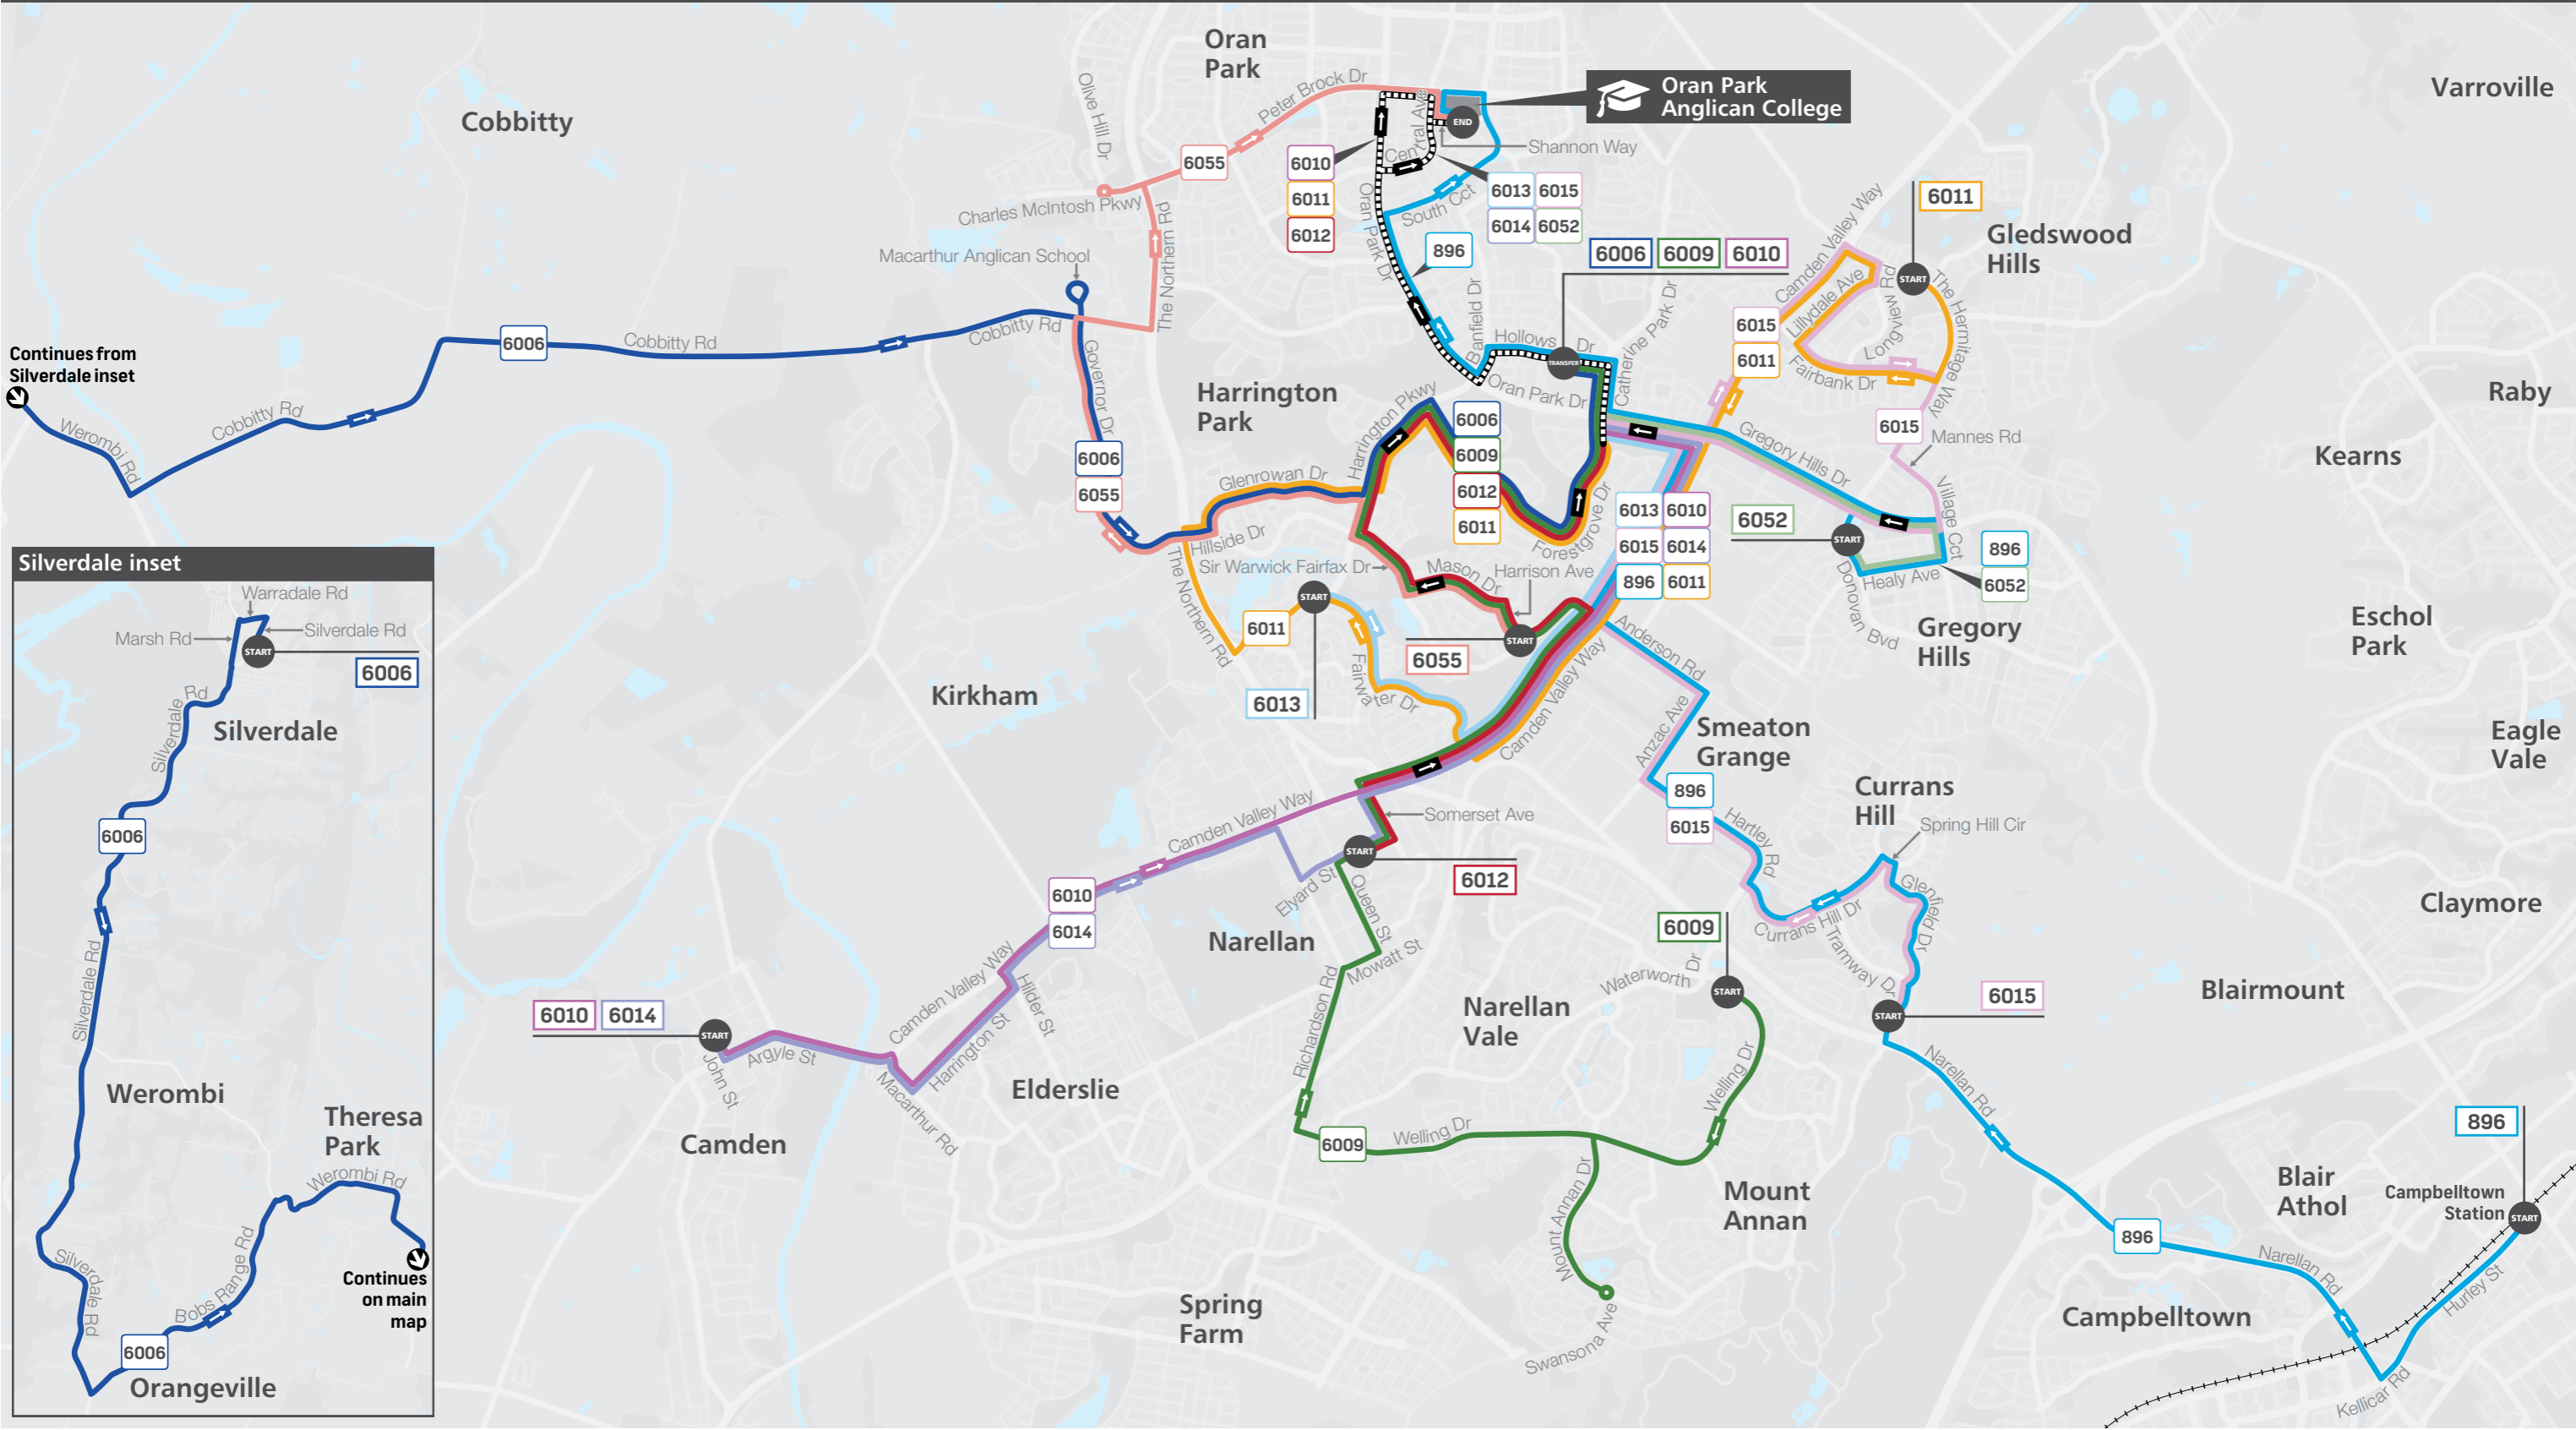 Oran
Park
Cobbitty
Varroville
Oran Park
Anglican College
END
Olive Hill Dr
Peter Brock Dr
Central Ave
Shannon Way
6055
6010
6011
6012
6013
6015
6014
6052
Charles McIntosh Pkwy
The Northern Rd
Oran Park Dr
South Cct
896
6006
6009
6010
6011
Gledswood
Hills
START
Macarthur Anglican School
Camden Valley Way
Lillydale Ave
Longview Rd
The Hermitage Way
Fairbank Dr
6015
6011
6015
Mannes Rd
Banfield Dr
Hollows Dr
TRANSFER
Oran Park Dr
Catherine Park Dr
Continues from
Silverdale inset
6006
Cobbitty Rd
Cobbitty Rd
Cobbitty Rd
Werombi Rd
Governor Dr
Harrington
Park
Harrington Pkwy
Raby
Kearns
6006
6055
6006
6009
6012
6011
Glenrowan Dr
Hillside Dr
Gregory Hills Dr
Village Cct
Forestgrove Dr
6013
6010
6015
6014
896
6011
6052
START
896
6052
Healy Ave
Donovan Bvd
Gregory
Hills
Eschol
Park
The Northern Rd
Sir Warwick Fairfax Dr
Mason Dr
Harrison Ave
START
6011
START
6055
6013
Fairwater Dr
Camden Valley Way
Anderson Rd
Anzac Ave
Smeaton
Grange
Eagle
Vale
Kirkham
896
6015
Hartley Rd
Currans
Hill
Spring Hill Cir
Glenfield Dr
Currans Hill Dr
Tramway Dr
Claymore
Camden Valley Way
Somerset Ave
START
6012
Elyard St
Queen St
Mowatt St
Narellan
6010
6014
Camden Valley Way
Hilder St
Harrington St
Macarthur Rd
Argyle St
John St
6010
6014
START
Elderslie
Camden
Richardson Rd
Narellan
Vale
6009
Waterworth Dr
START
Welling Dr
6009
Welling Dr
Mount Annan Dr
Mount
Annan
Swansona Ave
Spring
Farm
START
6015
Blairmount
Narellan Rd
896
Blair
Athol
896
Campbelltown
Station
START
Narellan Rd
Hurley St
Kellicar Rd
Campbelltown
Silverdale inset
Warradale Rd
Marsh Rd
Silverdale Rd
START
6006
Silverdale Rd
Silverdale
6006
Silverdale Rd
Werombi
Theresa
Park
Werombi Rd
Silverdale Rd
Bobs Range Rd
Continues
on main
map
6006
Orangeville